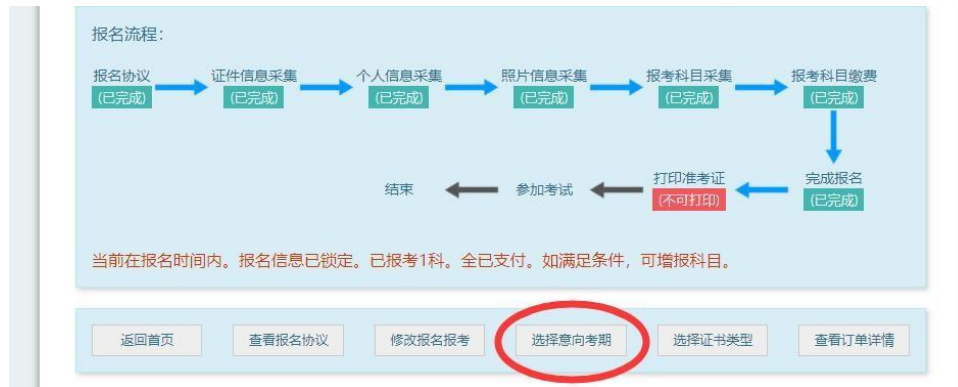 报名流程：
报名协议 证件信息采集 个人信息采集 照片信息采集 报考科目采集 报考科目缴费
(已完成) (已完成) (已完成) (已完成) (已完成) (已完成)
结束 参加考试 打印准考证 完成报名
(不可打印) (已完成)
当前在报名时间内。报名信息已锁定。已报考1科。全已支付。如满足条件，可增报科目。
返回首页 查看报名协议 修改报名报考 选择意向考期 选择证书类型 查看订单详情